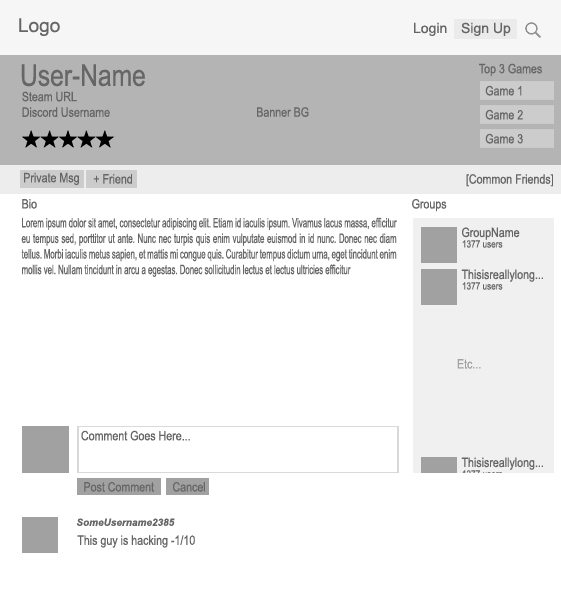 Logo
Login
Sign Up
User-Name
Steam URL
Discord Username
Banner BG
Top 3 Games
Game 1
Game 2
Game 3
Private Msg
+ Friend
[Common Friends]
Bio
Lorem ipsum dolor sit amet, consectetur adipiscing elit. Etiam id iaculis ipsum. Vivamus lacus massa, efficitur
eu tempus sed, porttitor ut ante. Nunc nec turpis quis enim vulputate euismod in id nunc. Donec nec diam
tellus. Morbi iaculis metus sapien, et mattis mi congue quis. Curabitur tempus dictum urna, eget tincidunt enim
mollis vel. Nullam tincidunt in arcu a egestas. Donec sollicitudin lectus et lectus ultricies efficitur
Groups
GroupName
1377 users
Thisisreallylong...
1377 users
Etc...
Thisisreallylong...
1377 users
Comment Goes Here...
Post Comment
Cancel
SomeUsername2385
This guy is hacking -1/10